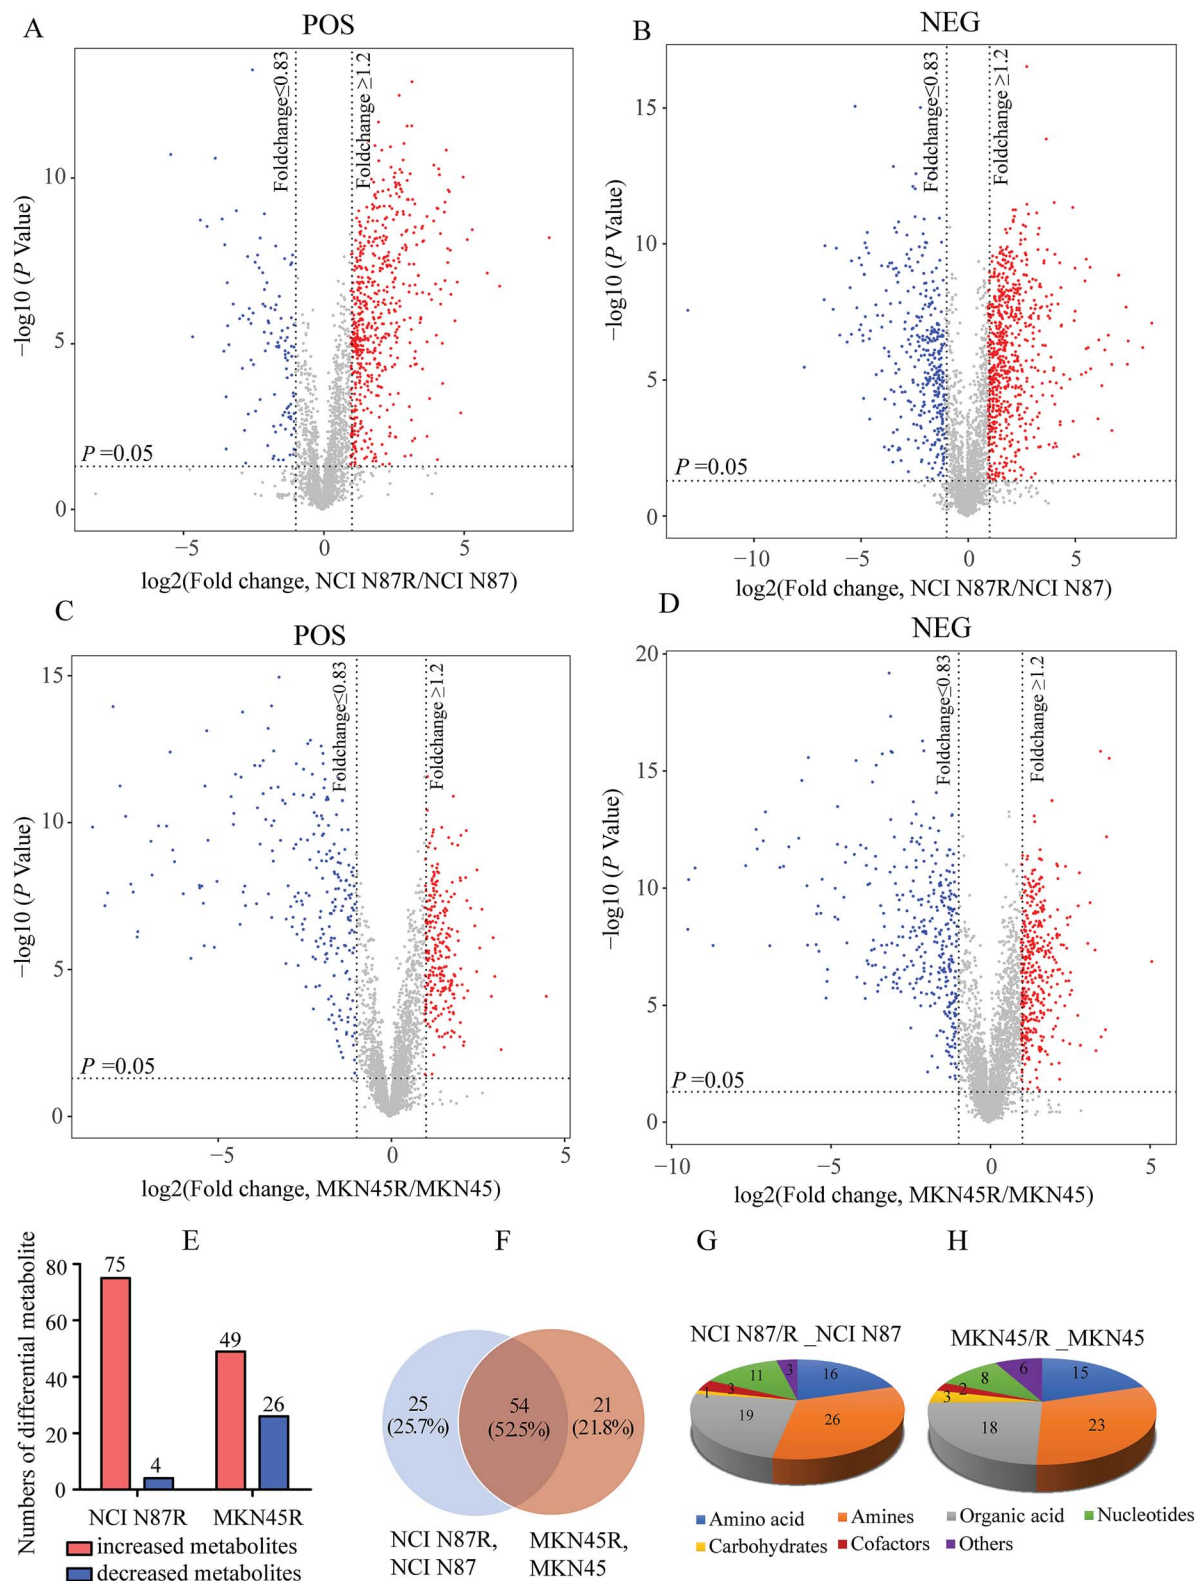 A
POS
Foldchange≤0.83
Foldchange ≥1.2
−log10 (P Value)
10
5
0
P =0.05
−5
0
5
log2(Fold change, NCI N87R/NCI N87)
B
NEG
Foldchange≤0.83
Foldchange ≥1.2
−log10 (P Value)
15
10
5
0
P =0.05
−10
−5
0
5
log2(Fold change, NCI N87R/NCI N87)
C
POS
Foldchange≤0.83
Foldchange ≥1.2
−log10 (P Value)
15
10
5
0
P =0.05
−5
0
5
log2(Fold change, MKN45R/MKN45)
D
NEG
Foldchange≤0.83
Foldchange ≥1.2
−log10 (P Value)
20
15
10
5
0
P =0.05
−10
−5
0
5
log2(Fold change, MKN45R/MKN45)
E
Numbers of differential metabolite
80
60
40
20
0
75
4
49
26
NCI N87R
MKN45R
increased metabolites
decreased metabolites
F
25
(25.7%)
54
(52.5%)
21
(21.8%)
NCI N87R,
NCI N87
MKN45R,
MKN45
G
NCI N87/R _NCI N87
16
26
19
1
3
11
3
H
MKN45/R _MKN45
15
23
18
3
2
8
6
Amino acid
Amines
Organic acid
Nucleotides
Carbohydrates
Cofactors
Others